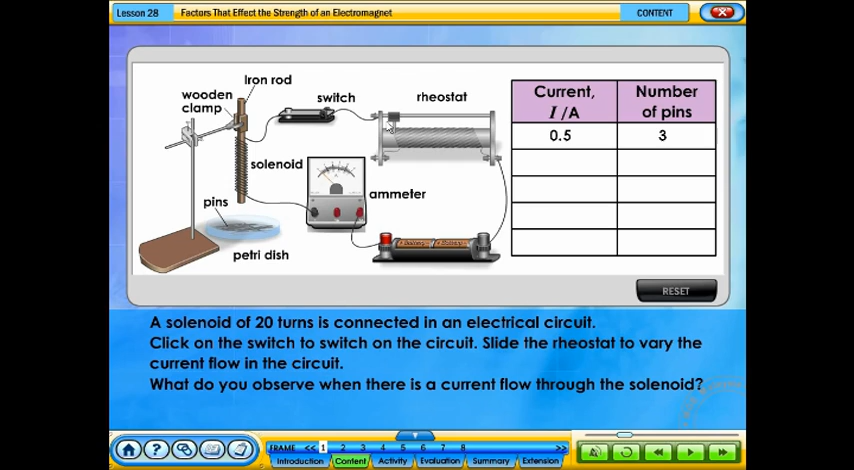 Lesson 28
Factors That Effect the Strength of an Electromagnet
CONTENT
Iron rod
wooden
clamp
switch
rheostat
solenoid
ammeter
pins
petri dish
Battery Battery
Current,
I /A
Number
of pins
0.5
3
RESET
A solenoid of 20 turns is connected in an electrical circuit.
Click on the switch to switch on the circuit. Slide the rheostat to vary the
current flow in the circuit.
What do you observe when there is a current flow through the solenoid?
FRAME << 1 2 3 4 5 6 7 8 >>
Introduction Content Activity Evaluation Summary Extension